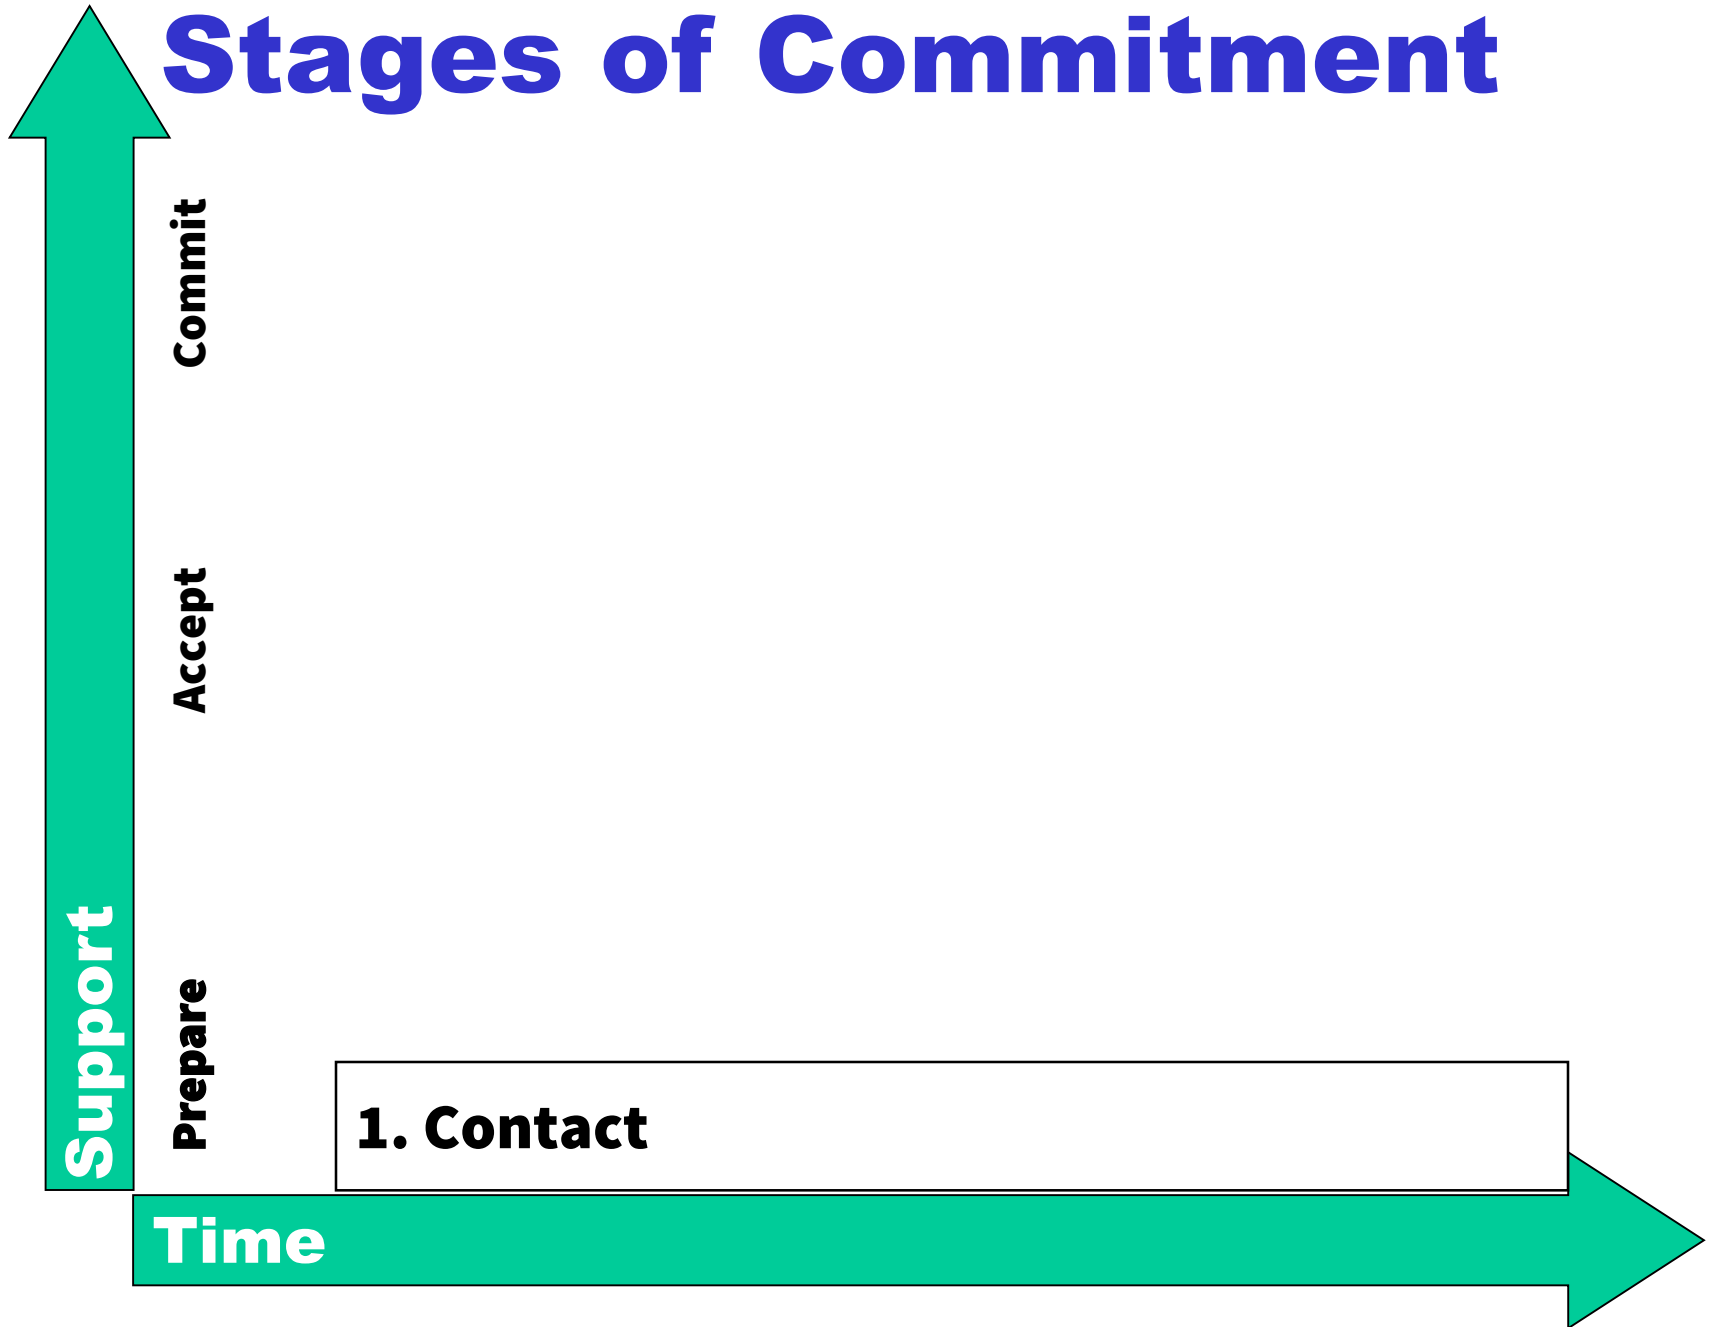 Stages of Commitment
Commit
Accept
Prepare
Support
1. Contact
Time